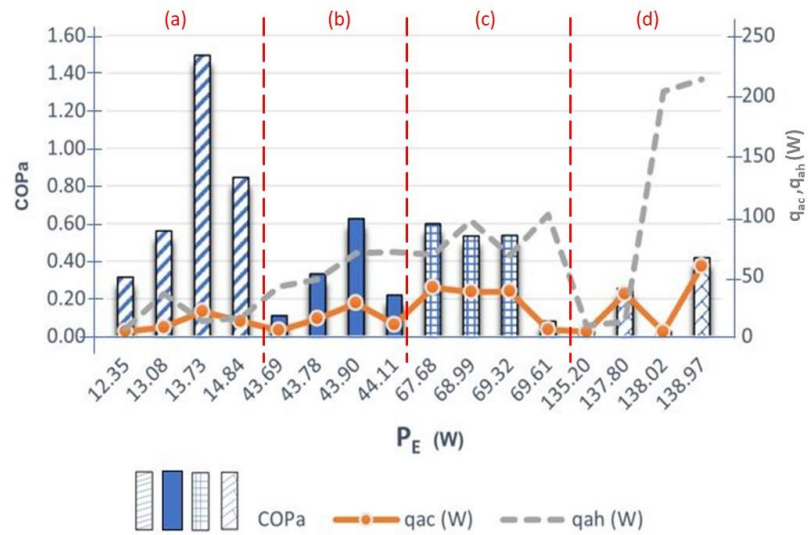 (a) (b) (c) (d)
1.60 250
1.40
1.20 200
1.00 150
0.80
0.60 100
0.40 50
0.20
0.00 0
COPa
qac ,qah (W)
12.35 13.08 13.73 14.84 43.69 43.78 43.90 44.11 67.68 68.99 69.32 69.61 135.20 137.80 138.02 138.97
PE (W)
COPa qac (W) qah (W)